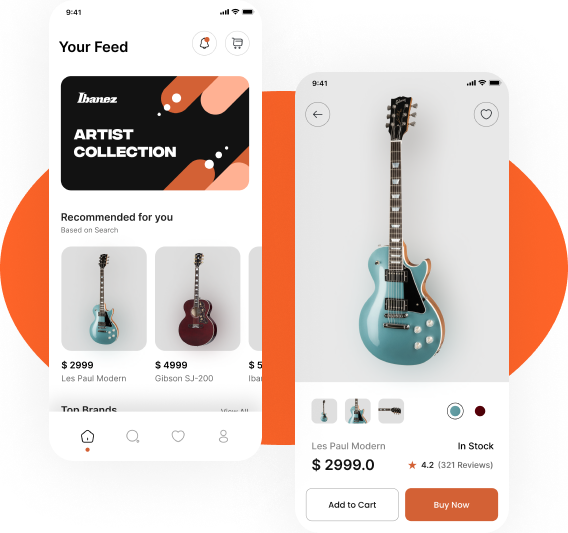 9:41
Your Feed
Ibanez
ARTIST
COLLECTION
Recommended for you
Based on Search
$ 2999
$ 4999
$ 5
Les Paul Modern
Gibson SJ-200
Iba
Top Brands
View All
9:41
Les Paul Modern
In Stock
$ 2999.0
4.2 (321 Reviews)
Add to Cart
Buy Now